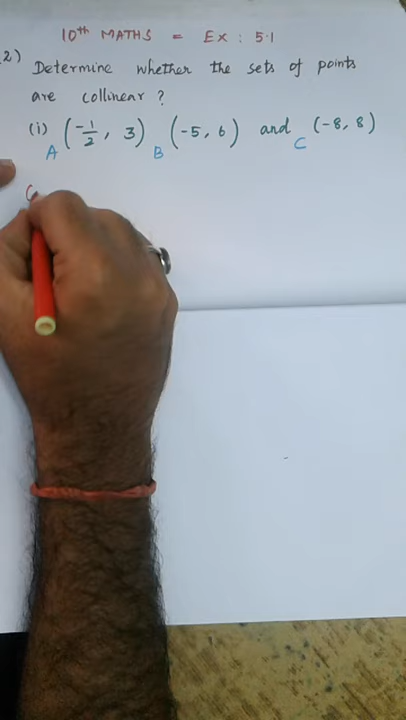 10th MATHS = Ex : 5.1
2) Determine whether the sets of points
are collinear ?
(i) (-1/2, 3) (-5, 6) and (-8, 8)
A B C